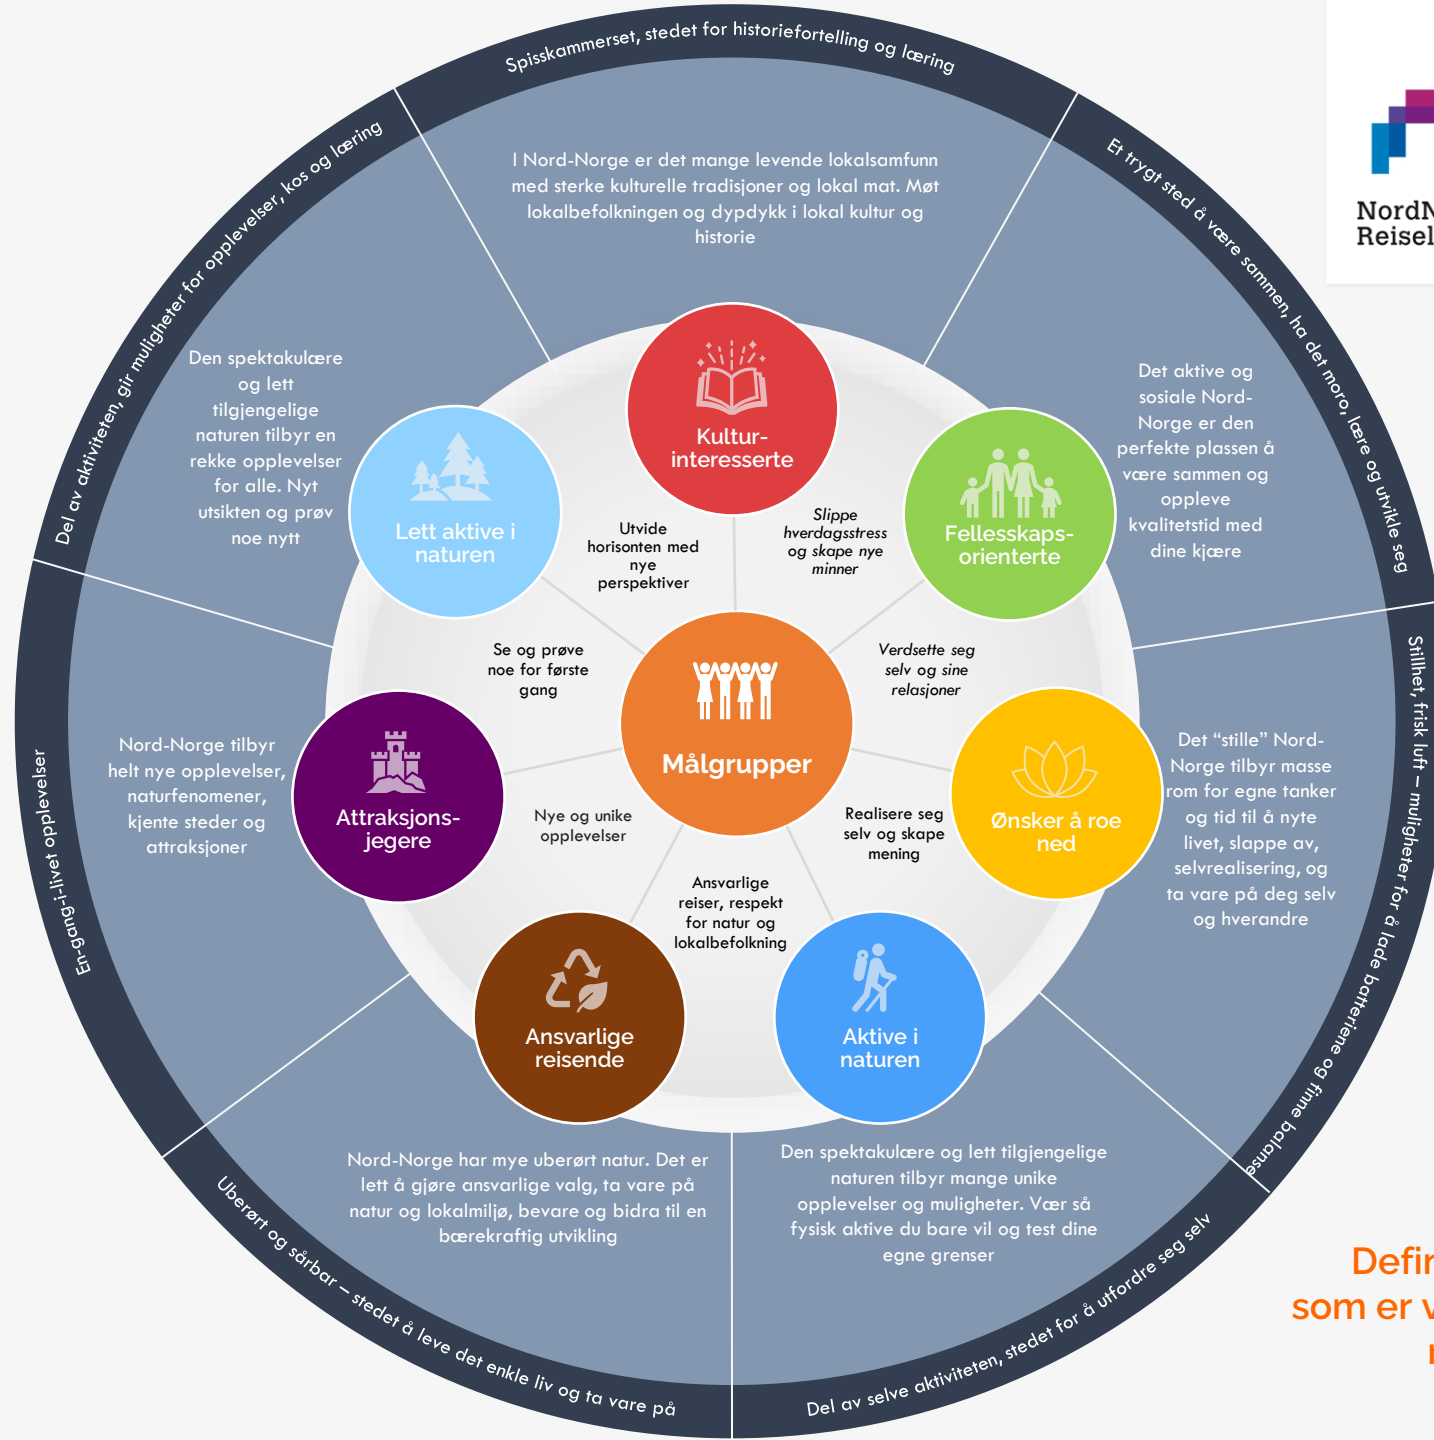 Spisskammerset, stedet for historiefortelling og læring
I Nord-Norge er det mange levende lokalsamfunn
med sterke kulturelle tradisjoner og lokal mat. Møt
lokalbefolkningen og dypdykk i lokal kultur og
historie
Kultur-
interesserte
Utvide
horisonten med
nye
perspektiver
Et trygt sted å være sammen, ha det moro, lære og utvikle seg
Det aktive og
sosiale Nord-
Norge er den
perfekte plassen å
være sammen og
oppleve
kvalitetstid med
dine kjære
Fellesskaps-
orienterte
Slippe
hverdagsstress
og skape nye
minner
Stillhet, frisk luft – muligheter for å lade batteriene og finne balanse
Det “stille” Nord-
Norge tilbyr masse
rom for egne tanker
og tid til å nyte
livet, slappe av,
selvrealisering, og
ta vare på deg selv
og hverandre
Ønsker å roe
ned
Verdsette seg
selv og sine
relasjoner
Del av selve aktiviteten, stedet for å utfordre seg selv
Den spektakulære og lett tilgjengelige
naturen tilbyr mange unike
opplevelser og muligheter. Vær så
fysisk aktive du bare vil og test dine
egne grenser
Aktive i
naturen
Realisere seg
selv og skape
mening
Uberørt og sårbar – stedet å leve det enkle liv og ta vare på
Nord-Norge har mye uberørt natur. Det er
lett å gjøre ansvarlige valg, ta vare på
natur og lokalmiljø, bevare og bidra til en
bærekraftig utvikling
Ansvarlige
reisende
Ansvarlige
reiser, respekt
for natur og
lokalbefolkning
En-gang-i-livet opplevelser
Nord-Norge tilbyr
helt nye opplevelser,
naturfenomener,
kjente steder og
attraksjoner
Attraksjons-
jegere
Nye og unike
opplevelser
Del av aktiviteten, gir muligheter for opplevelser, kos og læring
Den spektakulære
og lett
tilgjengelige
naturen tilbyr en
rekke opplevelser
for alle. Nyt
utsikten og prøv
noe nytt
Lett aktive i
naturen
Se og prøve
noe for første
gang
Målgrupper
NordN
Reisel
Defin
som er v